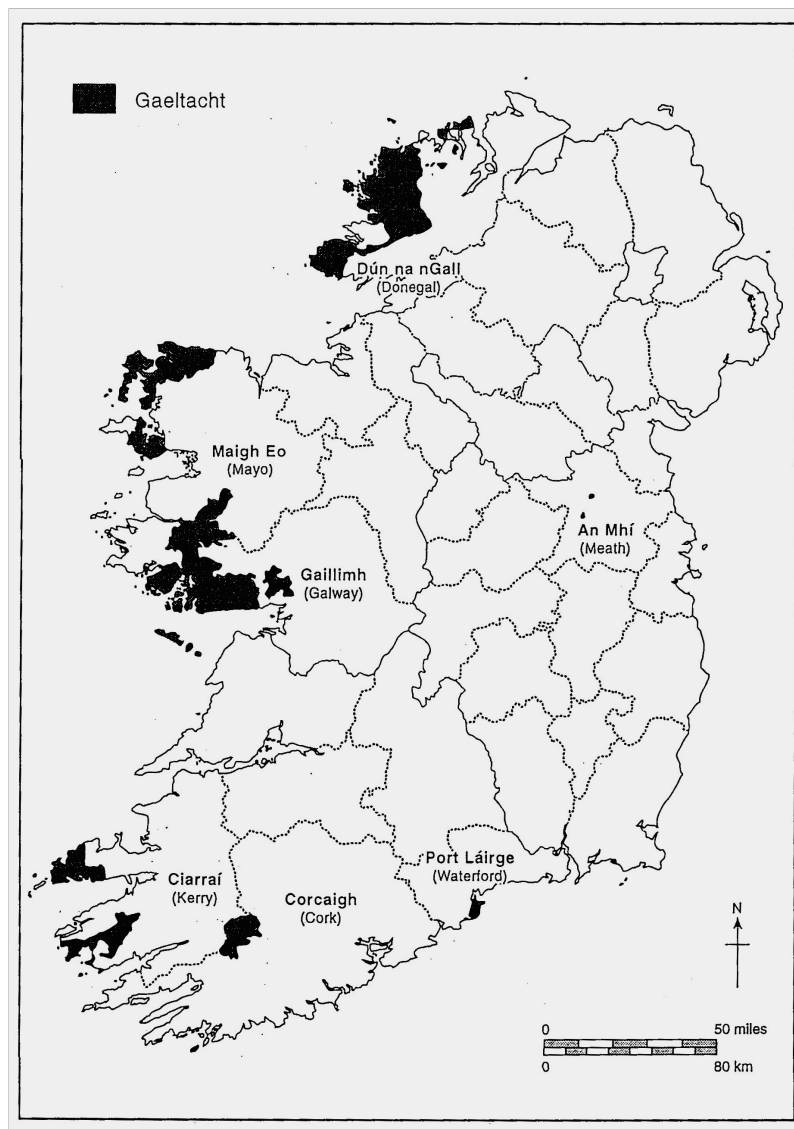 Gaeltacht
Dún na nGall
(Donegal)
Maigh Eo
(Mayo)
An Mhí
(Meath)
Gaillimh
(Galway)
Port Láirge
(Waterford)
Ciarraí
(Kerry)
Corcaigh
(Cork)
N
0 50 miles
0 80 km